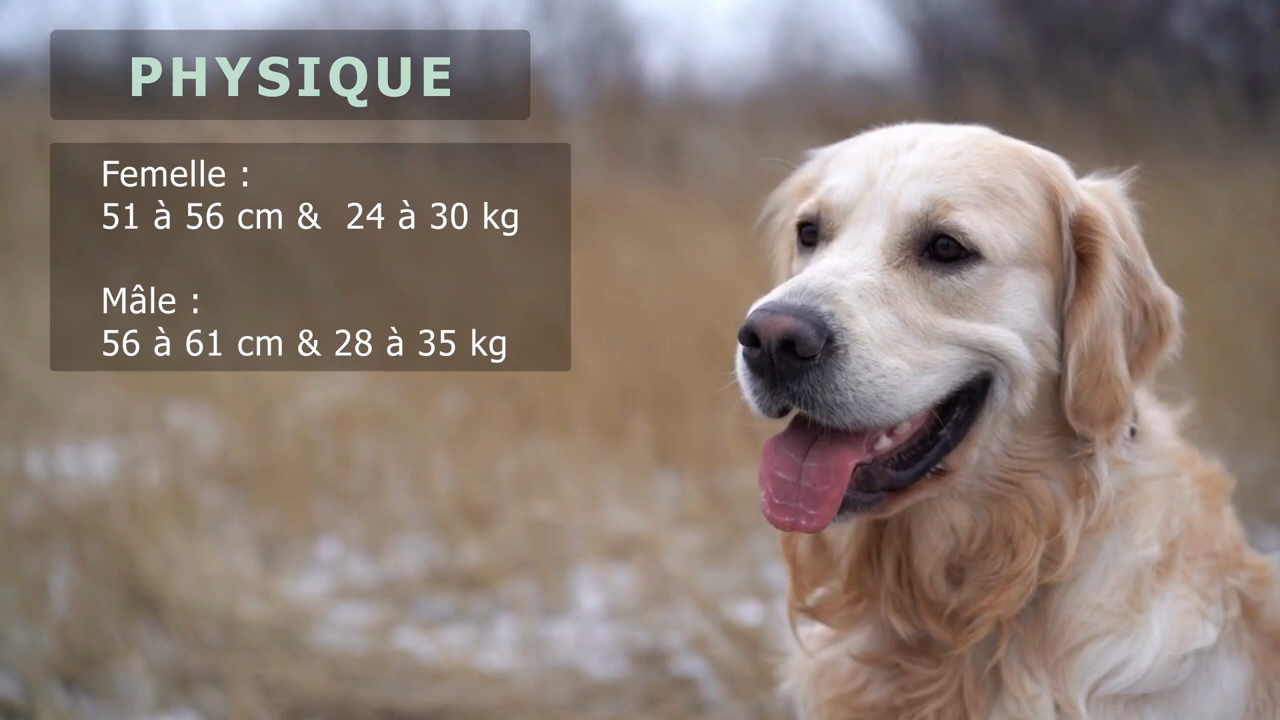 PHYSIQUE
Femelle :
51 à 56 cm & 24 à 30 kg
Mâle :
56 à 61 cm & 28 à 35 kg